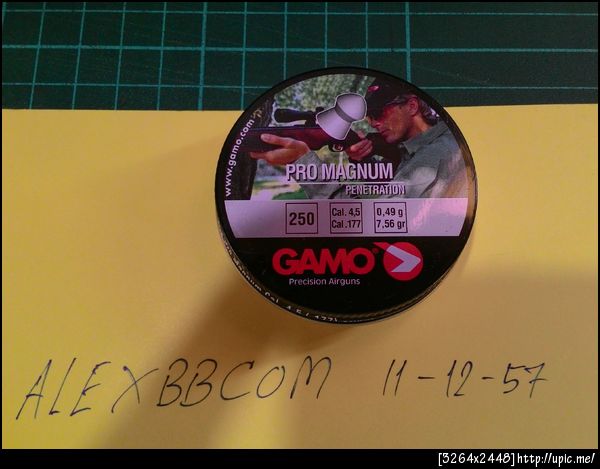 www.gamo.com
PRO MAGNUM
PENETRATION
250
Cal. 4,5
Cal .177
0,49 g
7,56 gr
GAMO®
Precision Airguns
ALEXBBCOM 11-12-57
[3264x2448]http://upic.me/